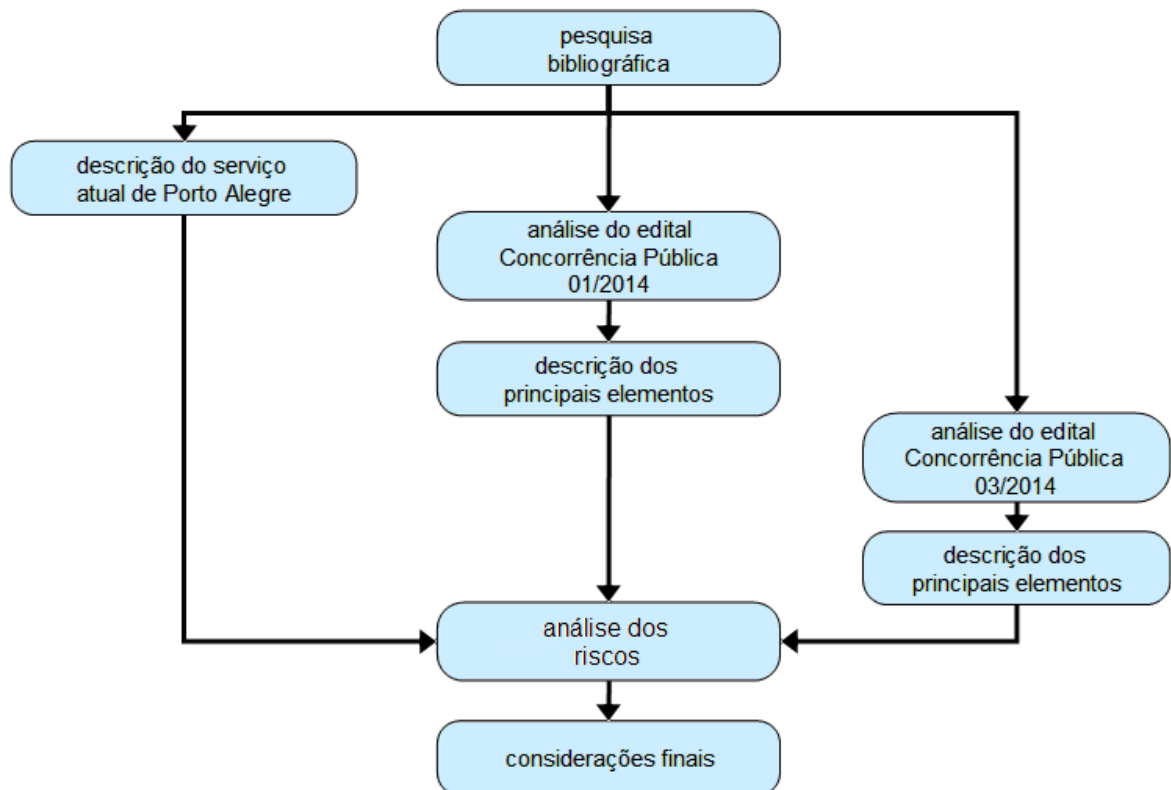 pesquisa
bibliográfica
descrição do serviço
atual de Porto Alegre
análise do edital
Concorrência Pública
01/2014
descrição dos
principais elementos
análise do edital
Concorrência Pública
03/2014
descrição dos
principais elementos
análise dos
riscos
considerações finais